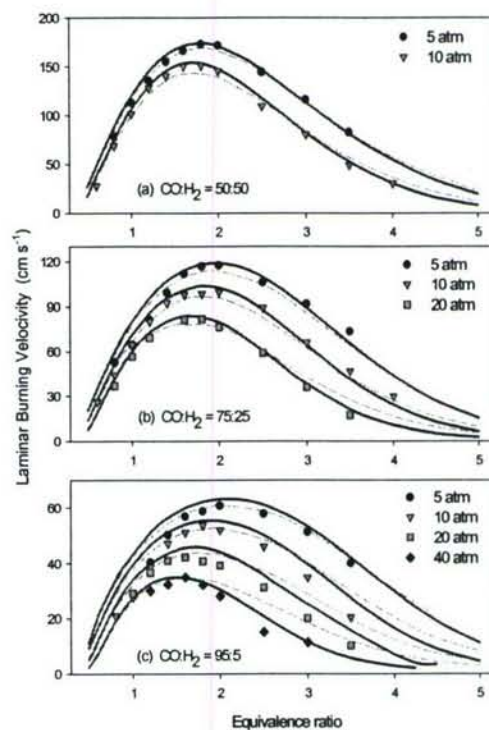 Laminar Burning Velocivity (cm s⁻¹)
200
150
100
50
0
5 atm
10 atm
(a) CO:H₂ = 50:50
1 2 3 4 5
120
90
60
30
0
5 atm
10 atm
20 atm
(b) CO:H₂ = 75:25
1 2 3 4 5
60
40
20
0
5 atm
10 atm
20 atm
40 atm
(c) CO:H₂ = 95:5
1 2 3 4 5
Equivalence ratio